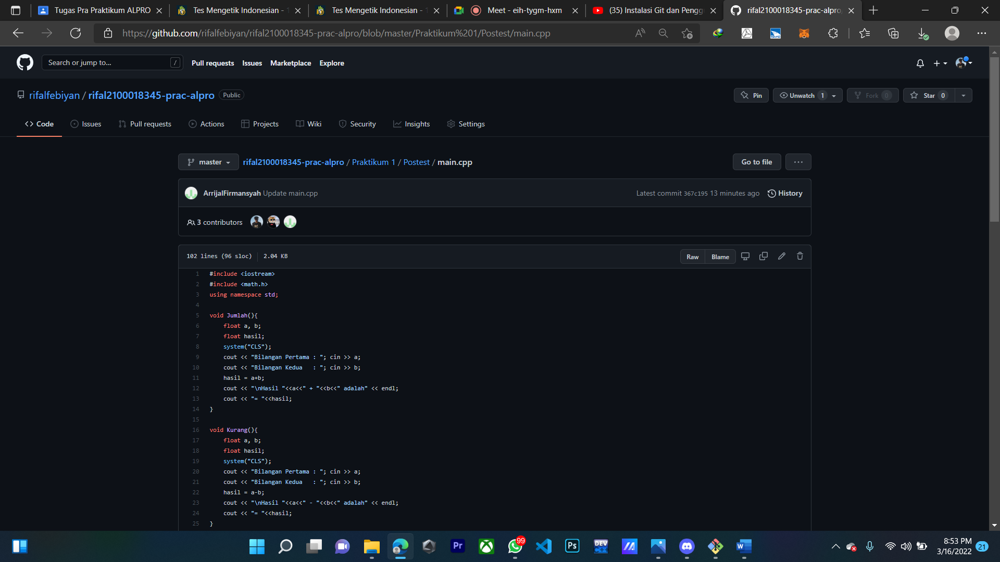 Tugas Pra Praktikum ALPRO
Tes Mengetik Indonesian - 1
Tes Mengetik Indonesian - 1
Meet - eih-tygm-hxm
(35) Instalasi Git dan Pengg
rifal2100018345-prac-alpro/
https://github.com/rifalfebiyan/rifal2100018345-prac-alpro/blob/master/Praktikum%201/Postest/main.cpp
Search or jump to... /
Pull requests Issues Marketplace Explore
rifalfebiyan / rifal2100018345-prac-alpro Public
Pin Unwatch 1 Fork 0 Star 0
Code Issues Pull requests Actions Projects Wiki Security Insights Settings
master rifal2100018345-prac-alpro / Praktikum 1 / Postest / main.cpp Go to file ...
ArrijalFirmansyah Update main.cpp Latest commit 367c195 13 minutes ago History
3 contributors
102 lines (96 sloc) 2.04 KB Raw Blame
1 #include <iostream>
2 #include <math.h>
3 using namespace std;
4
5 void Jumlah(){
6 float a, b;
7 float hasil;
8 system("CLS");
9 cout << "Bilangan Pertama : "; cin >> a;
10 cout << "Bilangan Kedua   : "; cin >> b;
11 hasil = a+b;
12 cout << "\nHasil "<<a<<" + "<<b<<" adalah" << endl;
13 cout << "= "<<hasil;
14 }
15
16 void Kurang(){
17 float a, b;
18 float hasil;
19 system("CLS");
20 cout << "Bilangan Pertama : "; cin >> a;
21 cout << "Bilangan Kedua   : "; cin >> b;
22 hasil = a-b;
23 cout << "\nHasil "<<a<<" - "<<b<<" adalah" << endl;
24 cout << "= "<<hasil;
25 }
Pr
99
Ps
DEV C++
W
8:53 PM
3/16/2022
21